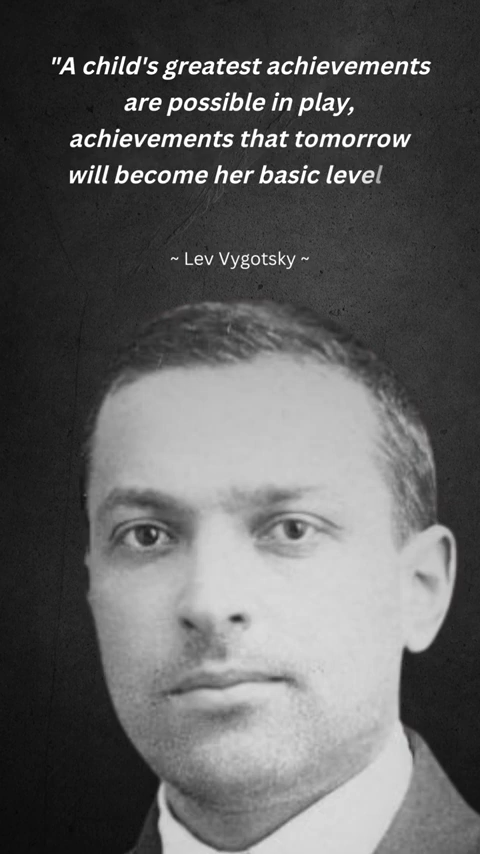 "A child's greatest achievements
are possible in play,
achievements that tomorrow
will become her basic level
~ Lev Vygotsky ~